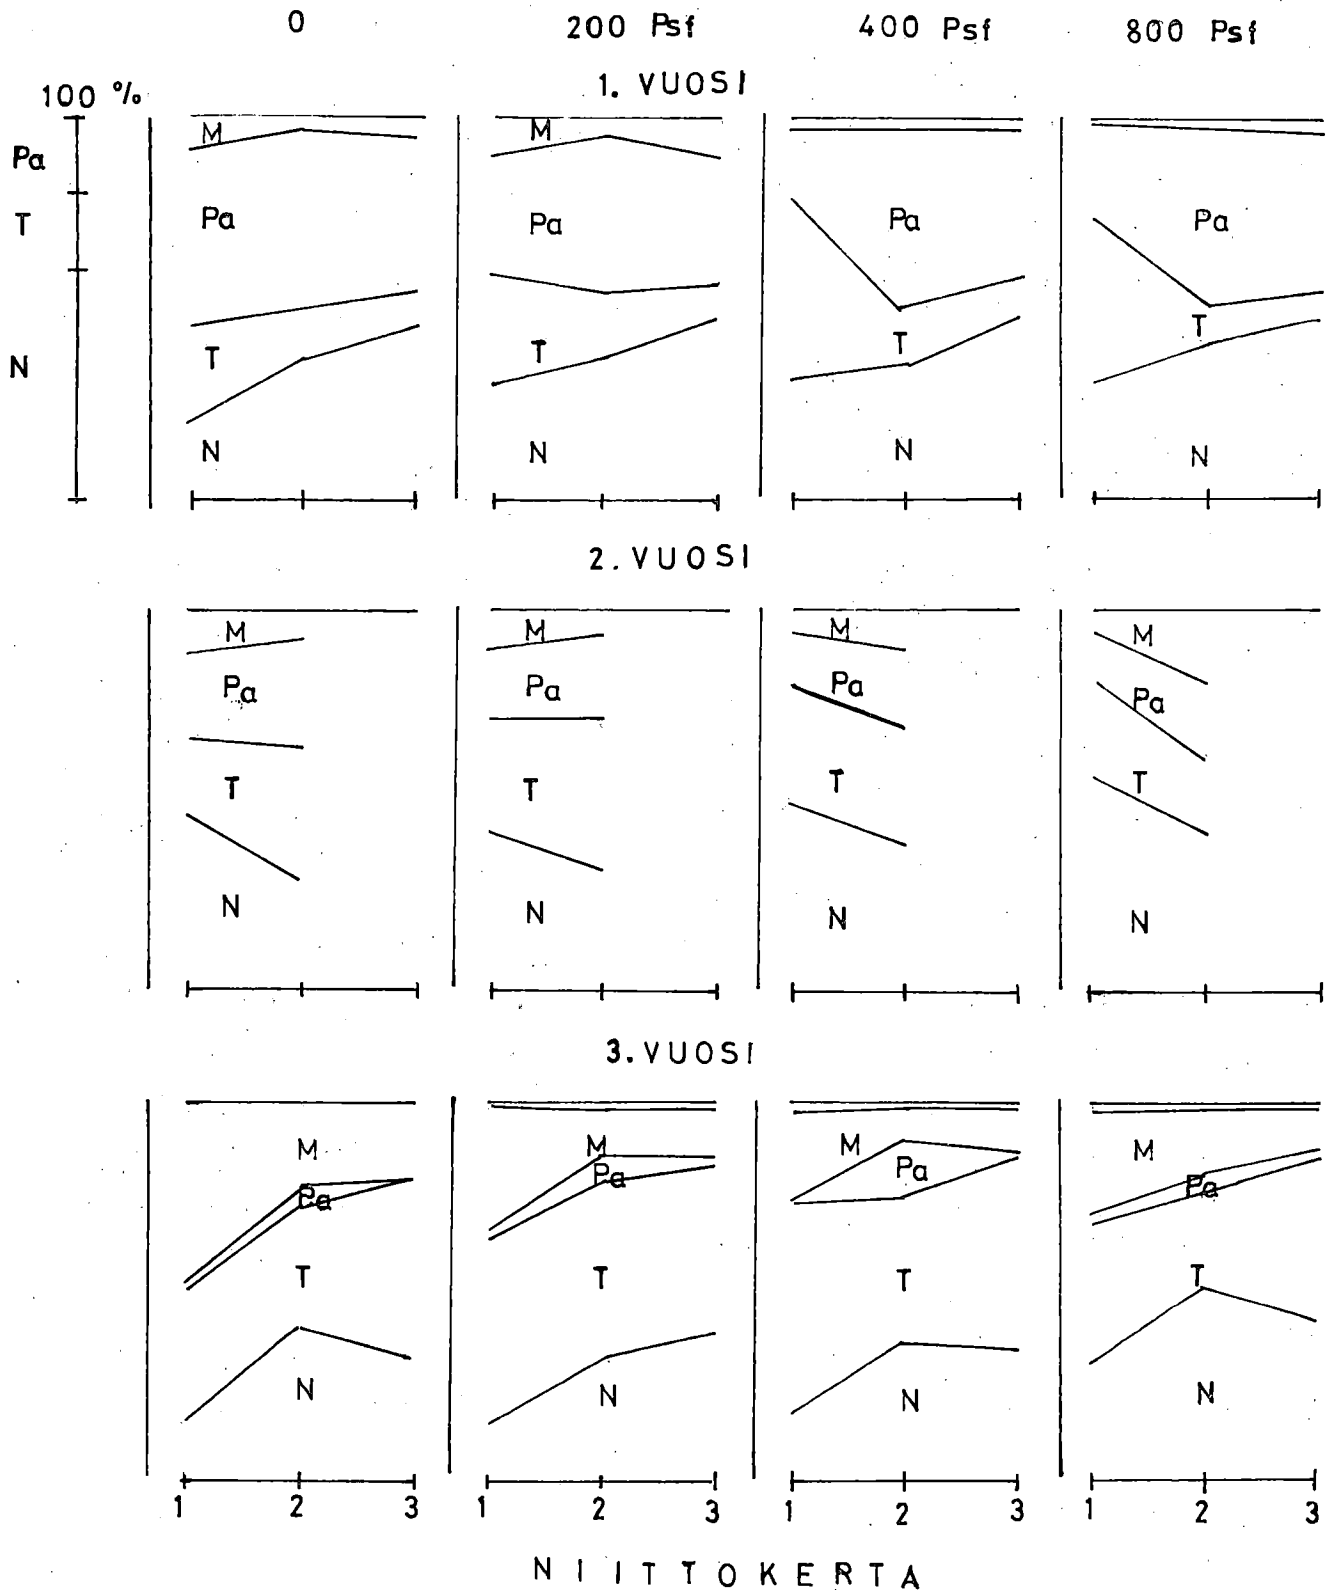 0 200 Psf 400 Psf 800 Psf
1. VUOSI
100 %
Pa
T
N
M M
Pa Pa Pa Pa
T T T T
N N N N
2. VUOSI
M M M M
Pa Pa Pa Pa
T T T T
N N N N
3. VUOSI
M M M M
Pa Pa Pa Pa
T T T T
N N N N
1 2 3 1 2 3 1 2 3 1 2 3
NIITTOKERTA